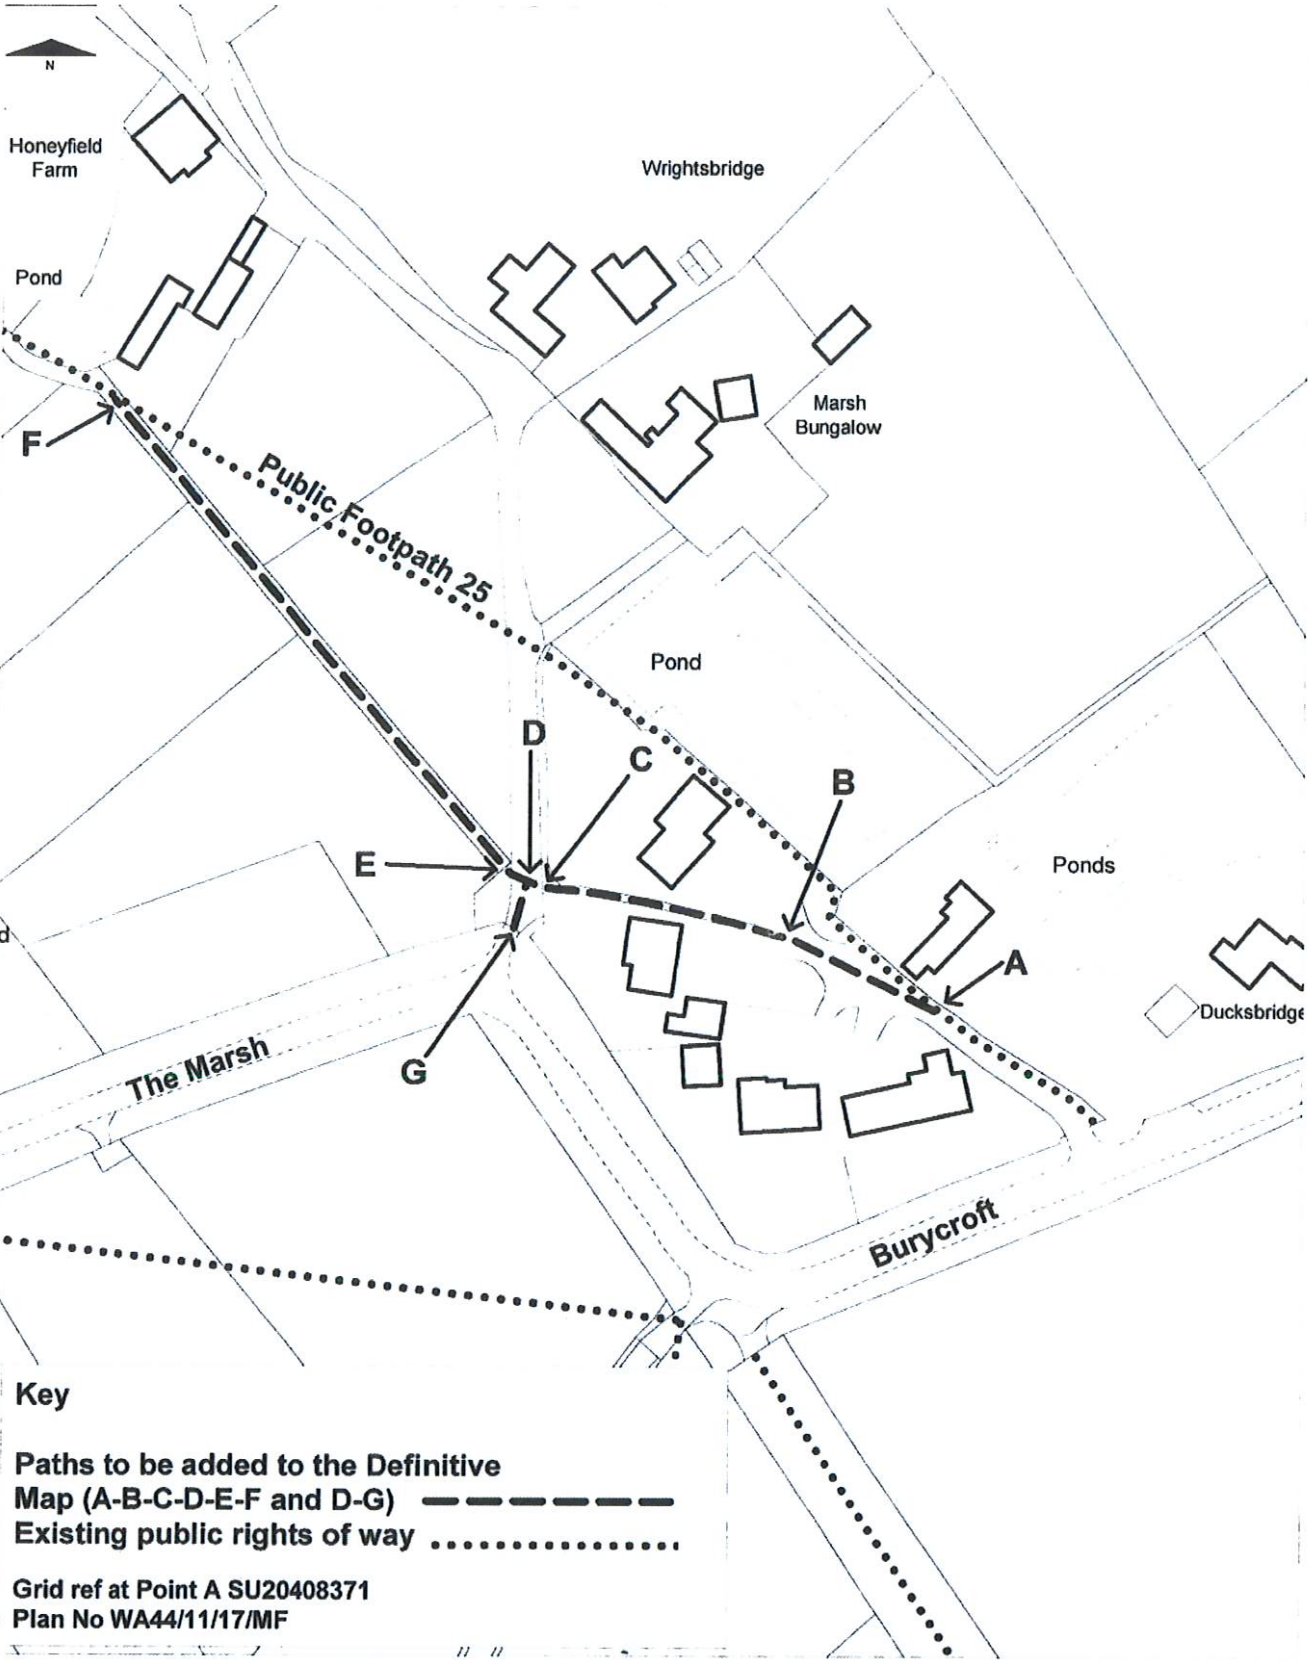 N
Honeyfield
Farm
Wrightsbridge
Pond
Marsh
Bungalow
F
Public Footpath 25
Pond
D
C
B
E
Ponds
d
A
Ducksbridge
G
The Marsh
Burycroft
Key
Paths to be added to the Definitive
Map (A-B-C-D-E-F and D-G)
Existing public rights of way
Grid ref at Point A SU20408371
Plan No WA44/11/17/MF